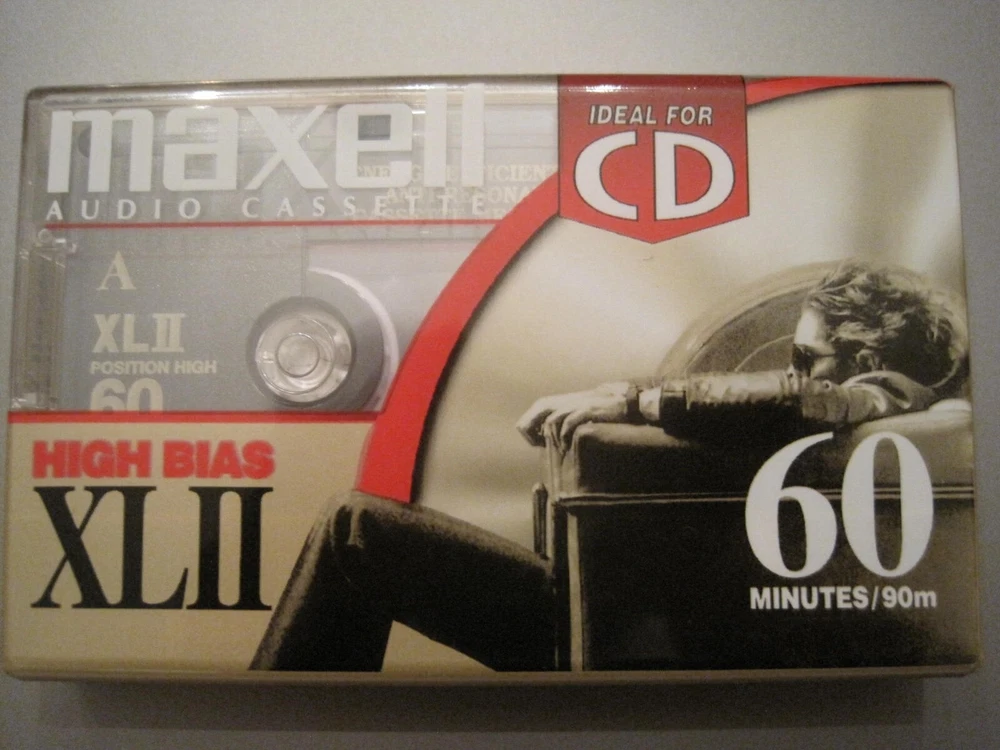 maxell
AUDIO CASSETTE
IDEAL FOR
CD
A
XLII
POSITION HIGH
60
HIGH BIAS
XLII
60
MINUTES/90m